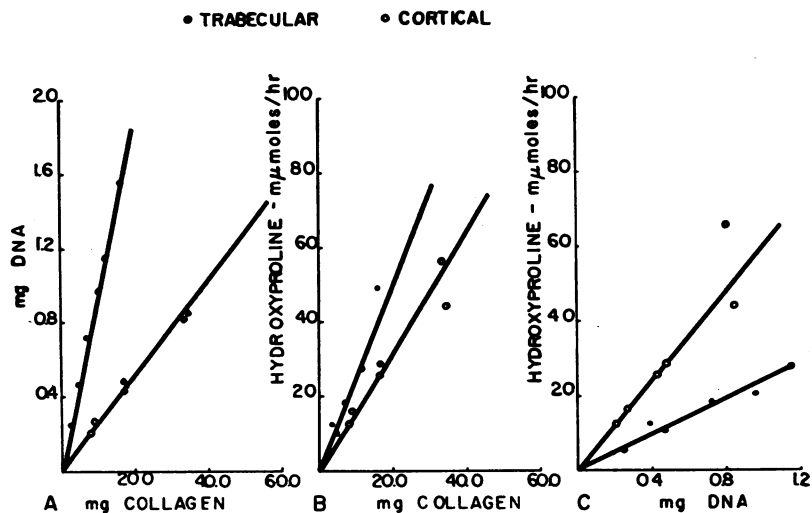 • TRABECULAR o CORTICAL
mg DNA
2.0
1.6
1.2
0.8
0.4
20.0 40.0 60.0
A mg COLLAGEN
HYDROXYPROLINE - mμmoles/hr
100
80
60
40
20
20.0 40.0 60.0
B mg COLLAGEN
HYDROXYPROLINE - mμmoles/hr
100
80
60
40
20
0.4 0.8 1.2
C mg DNA